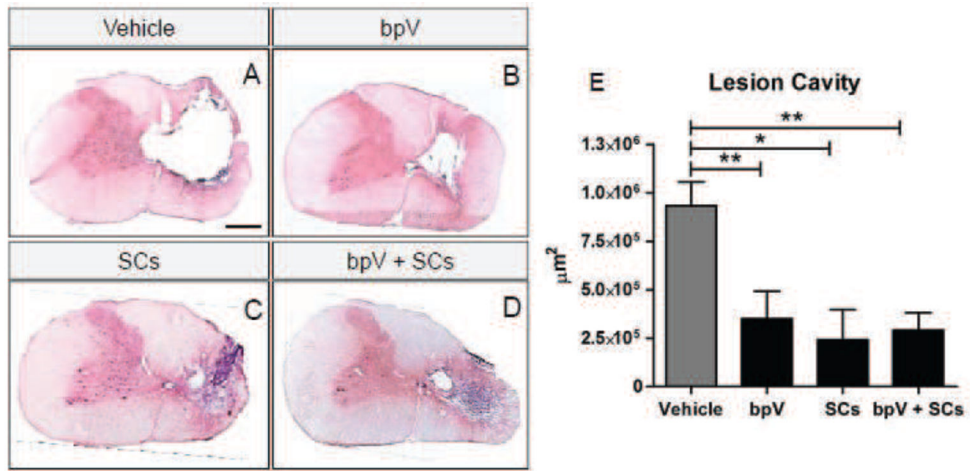 Vehicle
bpV
A
B
SCs
bpV + SCs
C
D
E
Lesion Cavity
**
*
**
1.3×10⁶
1.0×10⁶
7.5×10⁵
5.0×10⁵
2.5×10⁵
0
µm²
Vehicle bpV SCs bpV + SCs